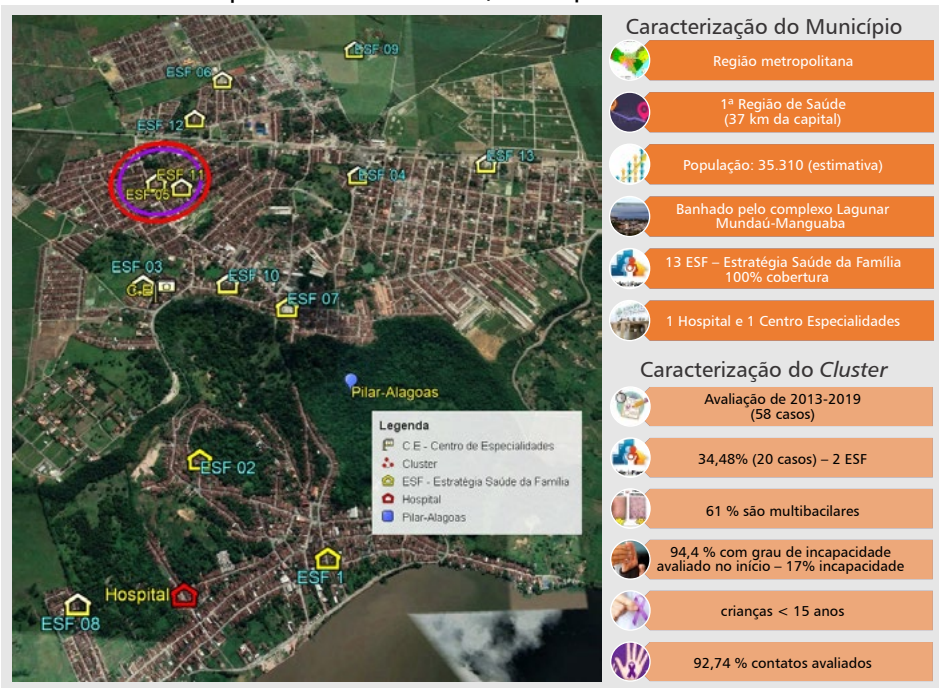 ESF 09
ESF 06
ESF 12
ESF 13
ESF 11
ESF 05
ESF 04
ESF 03
ESF 10
CE
ESF 07
Pilar-Alagoas
Legenda
C E - Centro de Especialidades
Cluster
ESF - Estratégia Saúde da Família
Hospital
Pilar-Alagoas
ESF 02
ESF 1
Hospital
ESF 08
Caracterização do Município
Região metropolitana
1ª Região de Saúde
(37 km da capital)
População: 35.310 (estimativa)
Banhado pelo complexo Lagunar
Mundaú-Manguaba
13 ESF – Estratégia Saúde da Família
100% cobertura
1 Hospital e 1 Centro Especialidades
Caracterização do Cluster
Avaliação de 2013-2019
(58 casos)
34,48% (20 casos) – 2 ESF
61 % são multibacilares
94,4 % com grau de incapacidade
avaliado no início – 17% incapacidade
crianças < 15 anos
92,74 % contatos avaliados